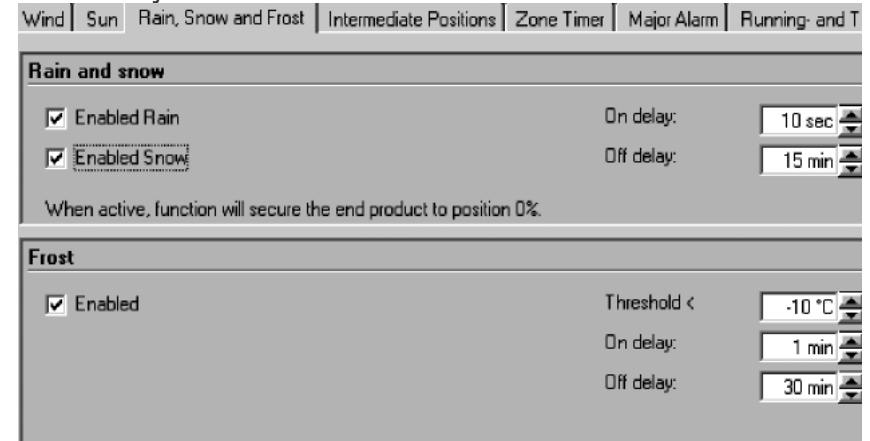 Wind Sun Rain, Snow and Frost Intermediate Positions Zone Timer Major Alarm Running- and T
Rain and snow
Enabled Rain On delay: 10 sec
Enabled Snow Off delay: 15 min
When active, function will secure the end product to position 0%.
Frost
Enabled Threshold < -10 °C
On delay: 1 min
Off delay: 30 min